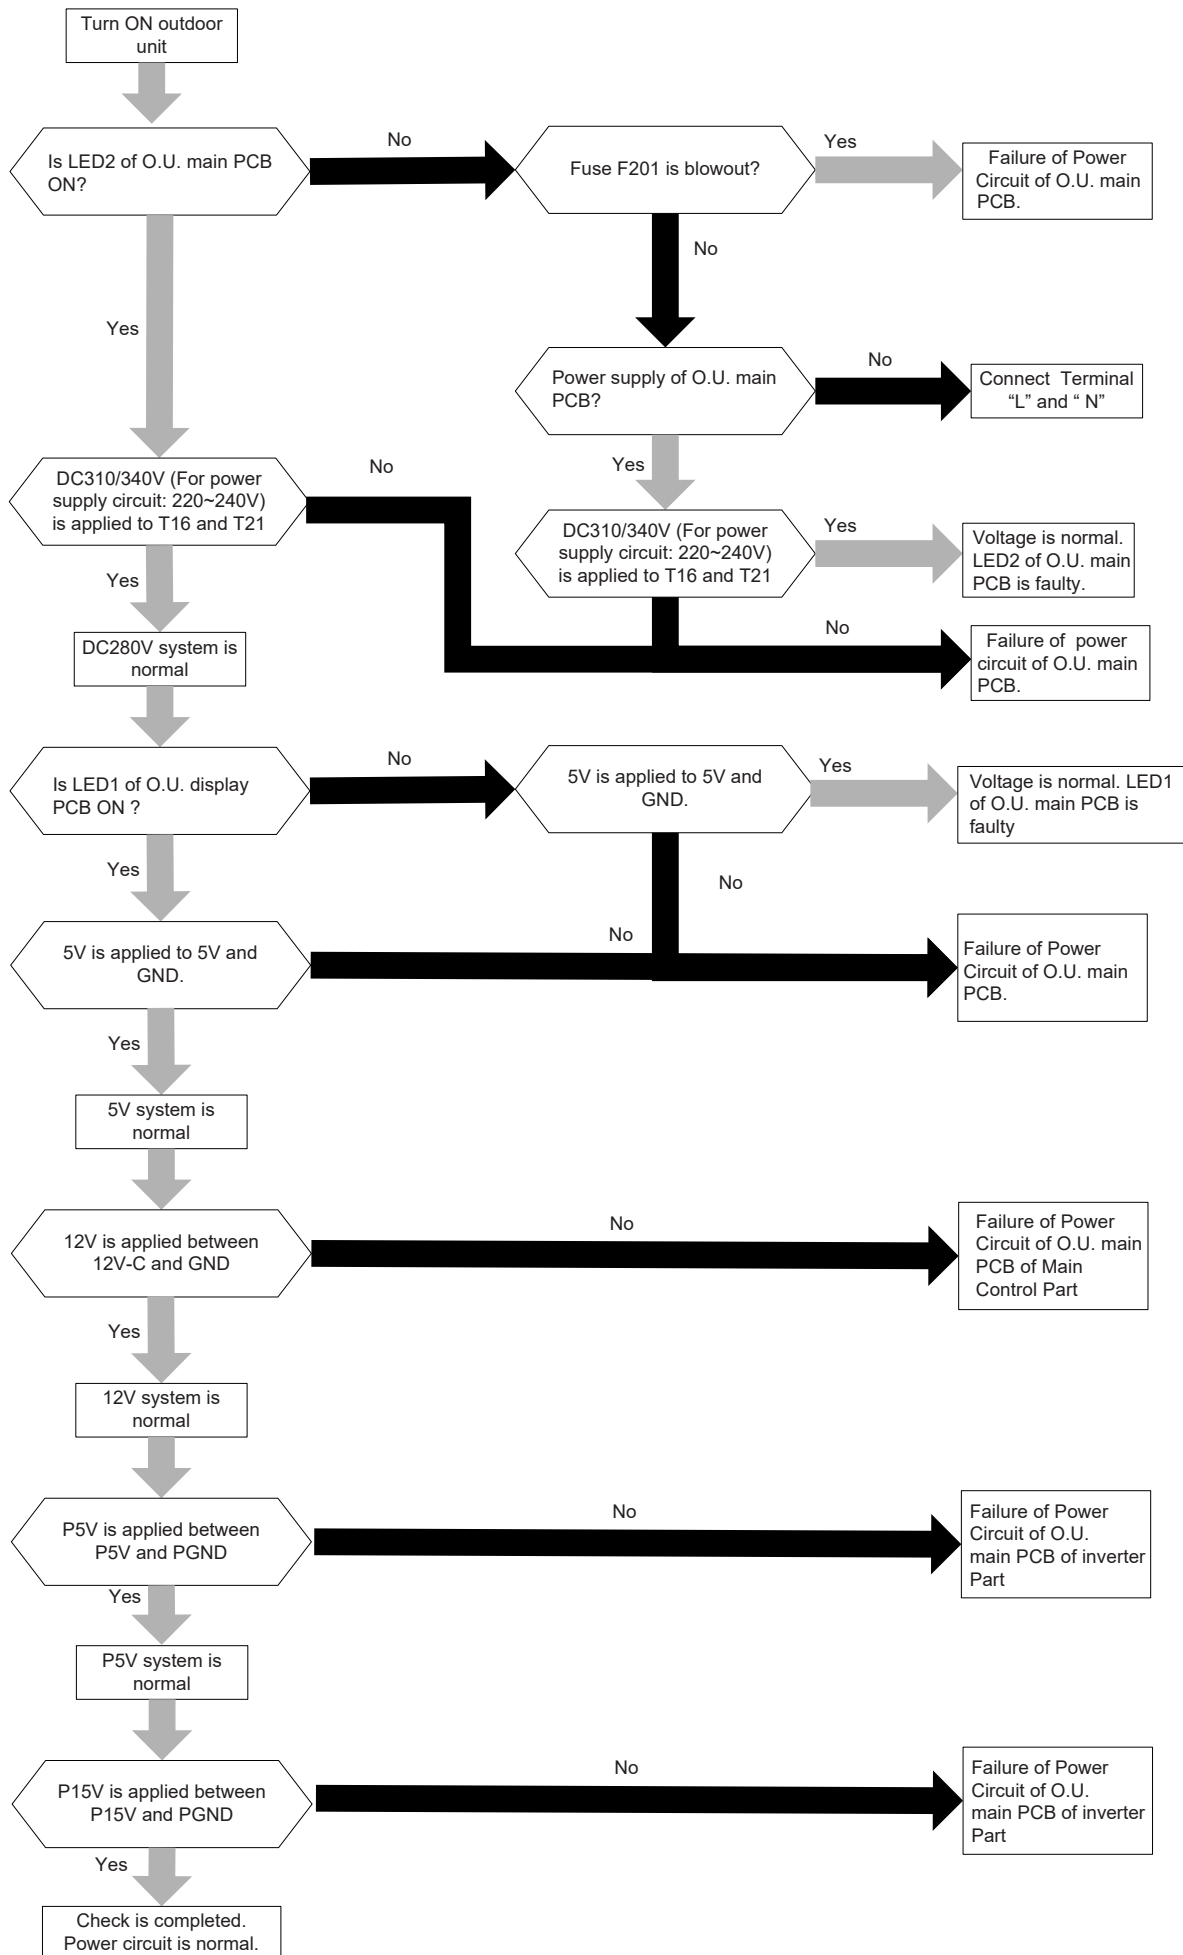 Turn ON outdoor
unit
Is LED2 of O.U. main PCB
ON?
No
Fuse F201 is blowout?
Yes
Failure of Power
Circuit of O.U. main
PCB.
No
Yes
Power supply of O.U. main
PCB?
No
Connect Terminal
“L” and “ N”
Yes
DC310/340V (For power
supply circuit: 220~240V)
is applied to T16 and T21
No
DC310/340V (For power
supply circuit: 220~240V)
is applied to T16 and T21
Yes
Voltage is normal.
LED2 of O.U. main
PCB is faulty.
Yes
No
Failure of power
circuit of O.U. main
PCB.
DC280V system is
normal
Is LED1 of O.U. display
PCB ON ?
No
5V is applied to 5V and
GND.
Yes
Voltage is normal. LED1
of O.U. main PCB is
faulty
Yes
No
5V is applied to 5V and
GND.
No
Failure of Power
Circuit of O.U. main
PCB.
Yes
5V system is
normal
12V is applied between
12V-C and GND
No
Failure of Power
Circuit of O.U. main
PCB of Main
Control Part
Yes
12V system is
normal
P5V is applied between
P5V and PGND
No
Failure of Power
Circuit of O.U.
main PCB of inverter
Part
Yes
P5V system is
normal
P15V is applied between
P15V and PGND
No
Failure of Power
Circuit of O.U.
main PCB of inverter
Part
Yes
Check is completed.
Power circuit is normal.